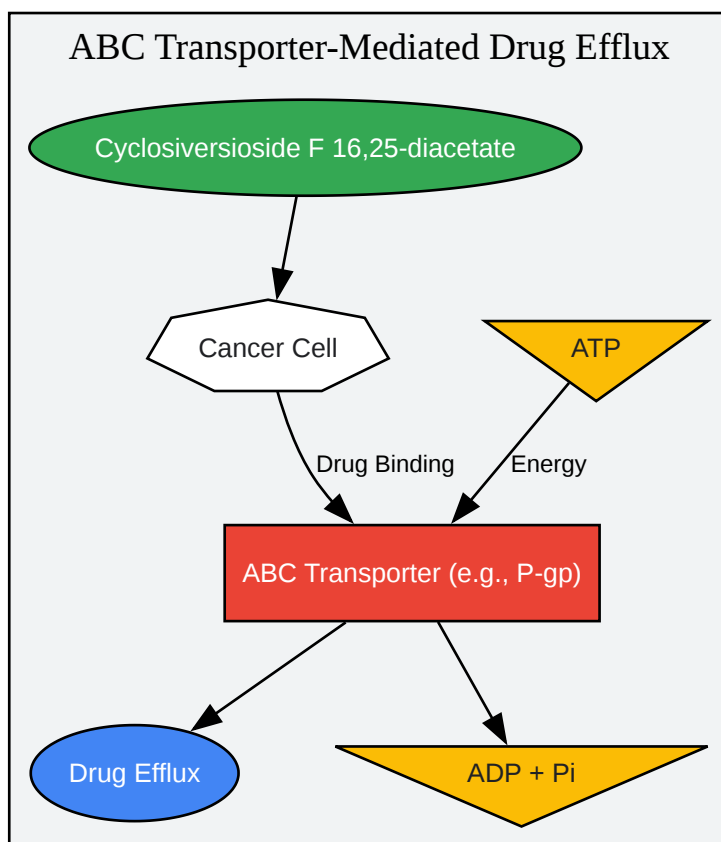 ABC Transporter-Mediated Drug Efflux
Cyclosiversioside F 16,25-diacetate
Cancer Cell
ATP
Drug Binding
Energy
ABC Transporter (e.g., P-gp)
Drug Efflux
ADP + Pi